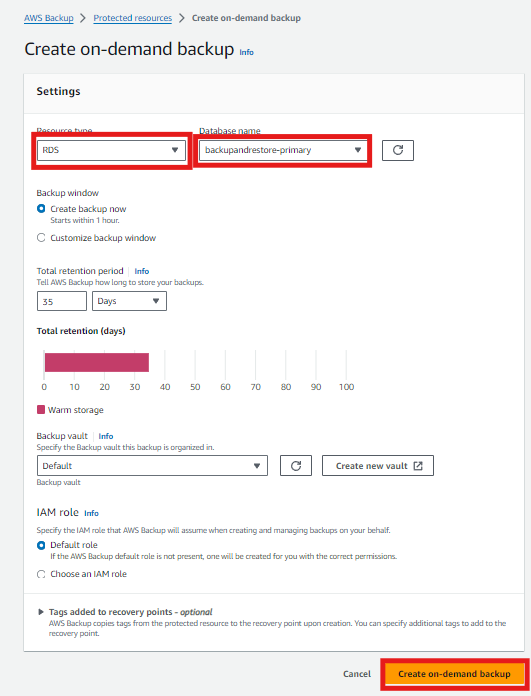 AWS Backup > Protected resources > Create on-demand backup
Create on-demand backup Info
Settings
Resource type Database name
RDS backupandrestore-primary
Backup window
Create backup now
Starts within 1 hour.
Customize backup window
Total retention period | Info
Tell AWS Backup how long to store your backups.
35 Days
Total retention (days)
0 10 20 30 40 50 60 70 80 90 100
Warm storage
Backup vault | Info
Specify the Backup vault this backup is organized in.
Default Create new vault
Backup vault
IAM role Info
Specify the IAM role that AWS Backup will assume when creating and managing backups on your behalf.
Default role
If the AWS Backup default role is not present, one will be created for you with the correct permissions.
Choose an IAM role
Tags added to recovery points - optional
AWS Backup copies tags from the protected resource to the recovery point upon creation. You can specify additional tags to add to the
recovery point.
Cancel Create on-demand backup